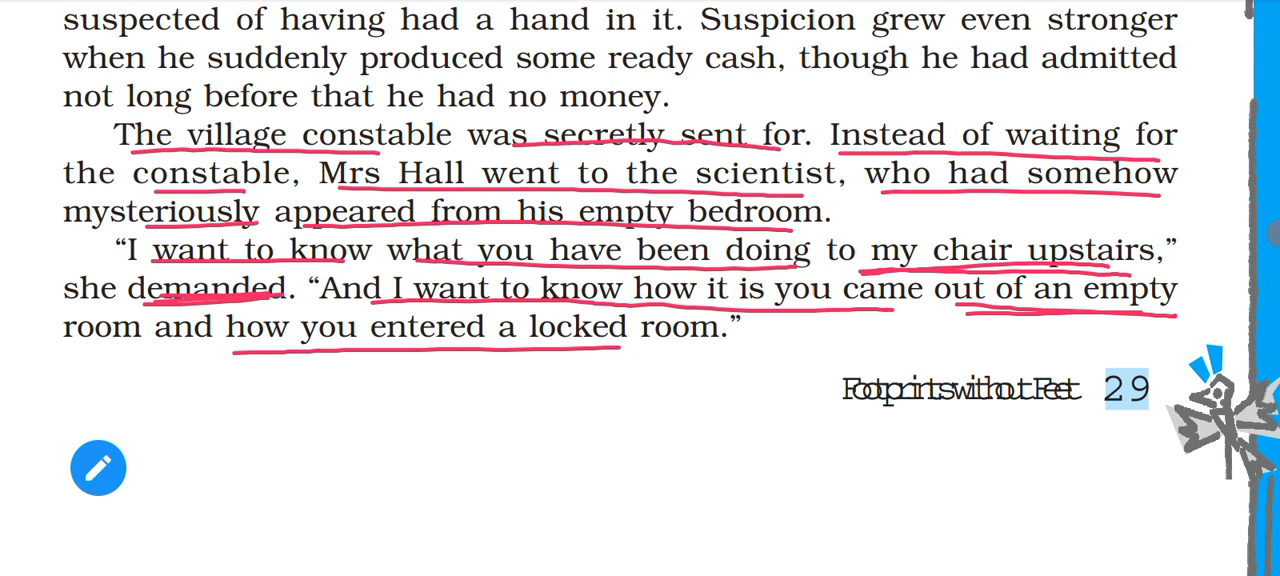 suspected of having had a hand in it. Suspicion grew even stronger
when he suddenly produced some ready cash, though he had admitted
not long before that he had no money.
The village constable was secretly sent for. Instead of waiting for
the constable, Mrs Hall went to the scientist, who had somehow
mysteriously appeared from his empty bedroom.
“I want to know what you have been doing to my chair upstairs,”
she demanded. “And I want to know how it is you came out of an empty
room and how you entered a locked room.”
Footprints without Feet 29